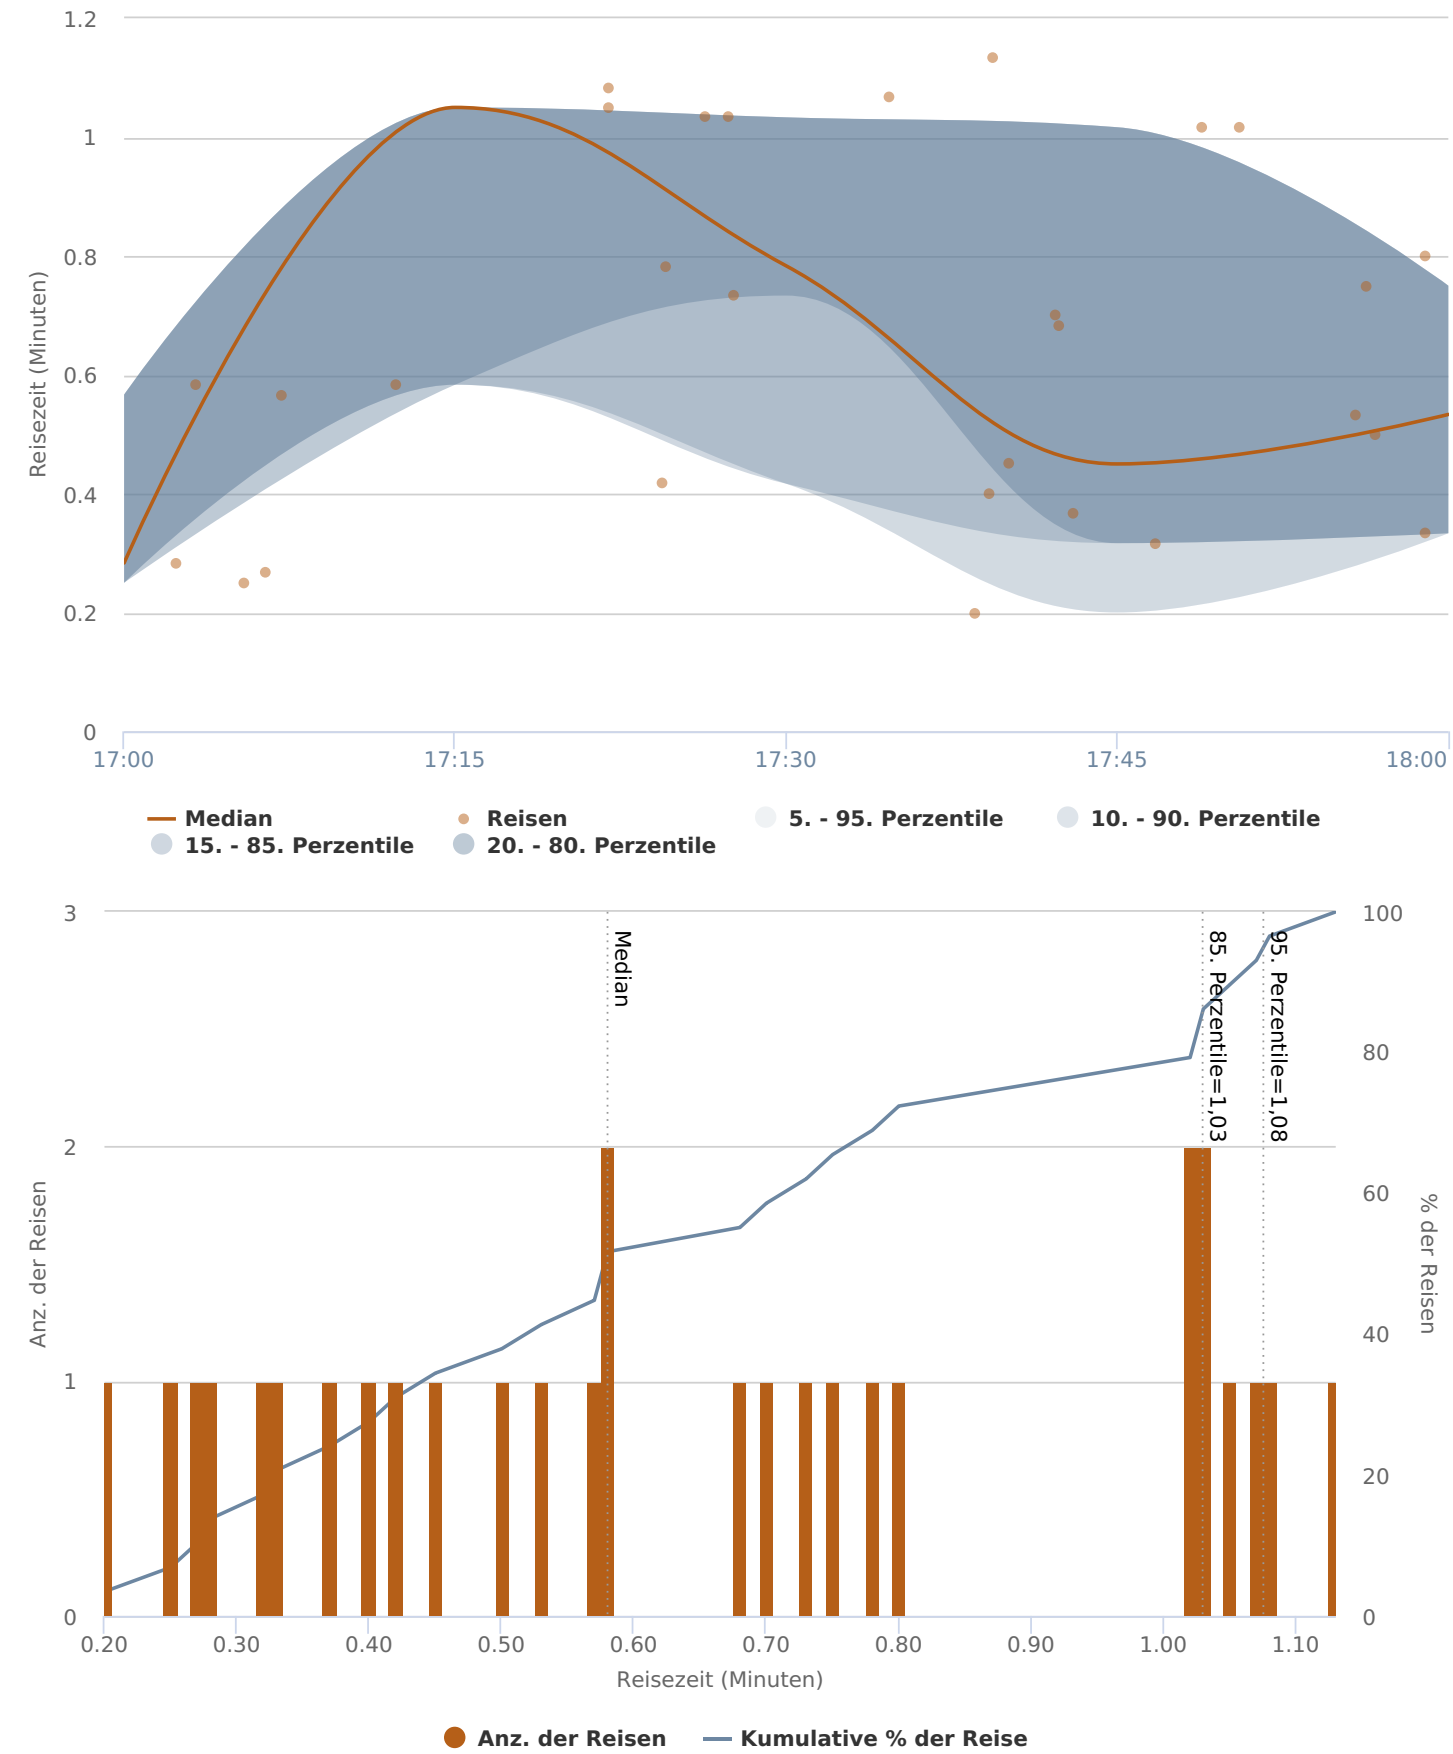 1.2
1
0.8
0.6
0.4
0.2
0
Reisezeit (Minuten)
17:00 17:15 17:30 17:45 18:00
Median Reisen 5. - 95. Perzentile 10. - 90. Perzentile
15. - 85. Perzentile 20. - 80. Perzentile
3
2
1
0
Anz. der Reisen
Median
85. Perzentile=1,03
95. Perzentile=1,08
100
80
60
40
20
0
% der Reisen
0.20 0.30 0.40 0.50 0.60 0.70 0.80 0.90 1.00 1.10
Reisezeit (Minuten)
Anz. der Reisen Kumulative % der Reise